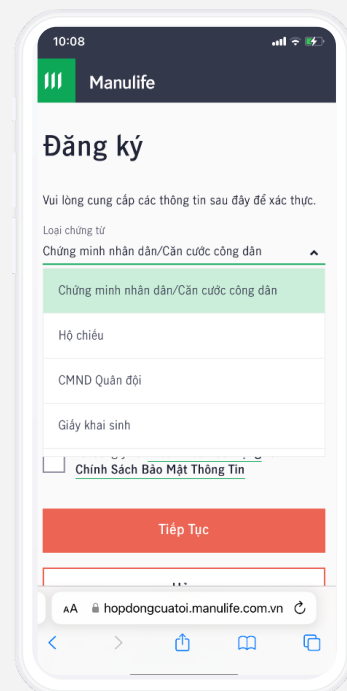 10:08
Manulife
Đăng ký
Vui lòng cung cấp các thông tin sau đây để xác thực.
Loại chứng từ
Chứng minh nhân dân/Căn cước công dân
Chứng minh nhân dân/Căn cước công dân
Hộ chiếu
CMND Quân đội
Giấy khai sinh
Chính Sách Bảo Mật Thông Tin
Tiếp Tục
AA hopdongcuatoi.manulife.com.vn